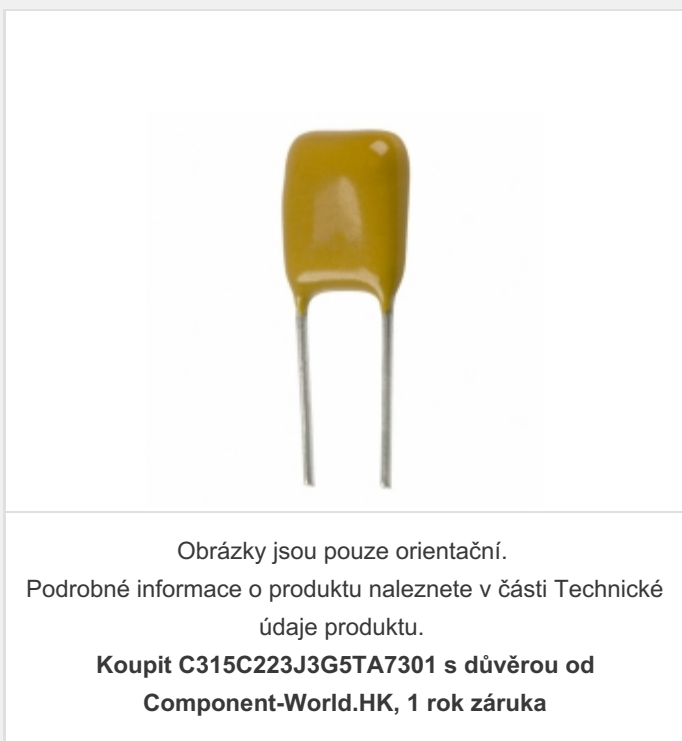 Obrázky jsou pouze orientační.
Podrobné informace o produktu naleznete v části Technické
údaje produktu.
Koupit C315C223J3G5TA7301 s důvěrou od
Component-World.HK, 1 rok záruka